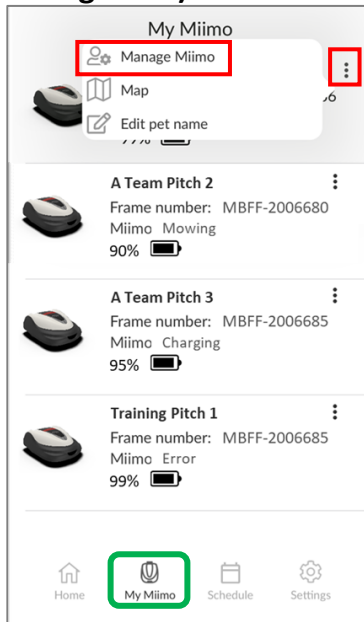 My Miimo
Manage Miimo
Map
Edit pet name
A Team Pitch 2
Frame number: MBFF-2006680
Miimo Mowing
90%
A Team Pitch 3
Frame number: MBFF-2006685
Miimo Charging
95%
Training Pitch 1
Frame number: MBFF-2006685
Miimo Error
99%
Home My Miimo Schedule Settings